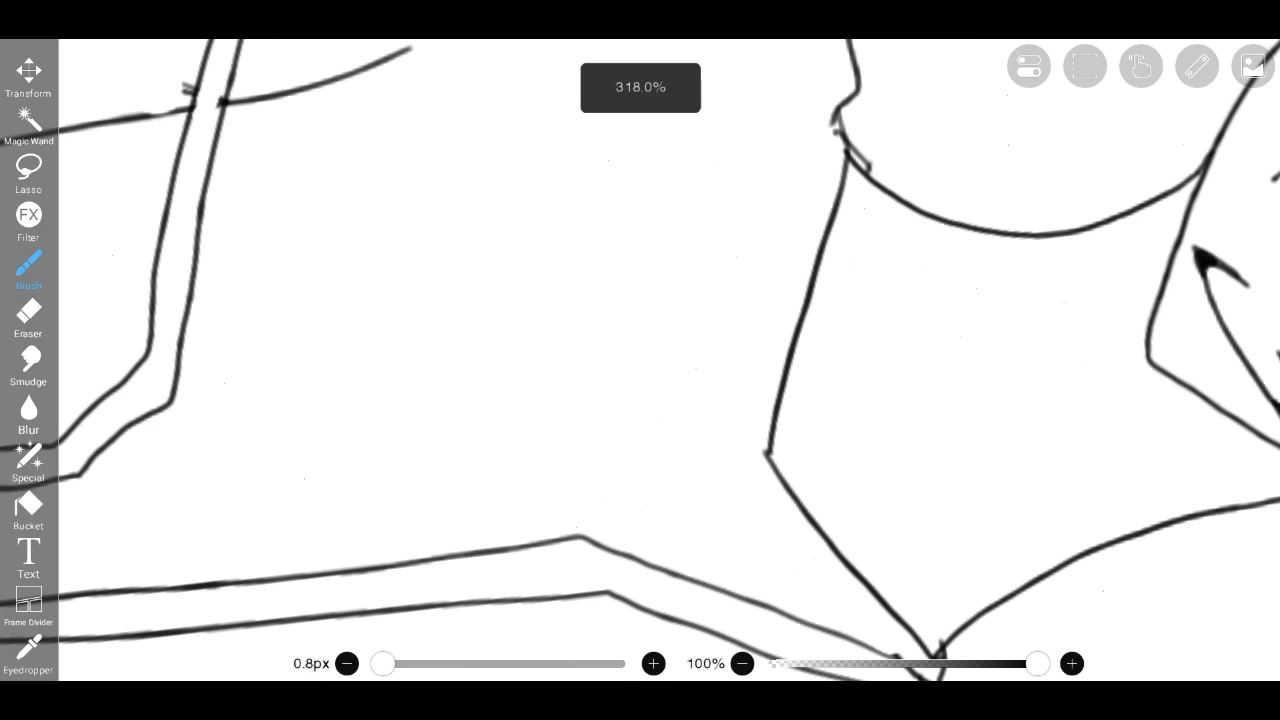 318.0%
Transform
Magic Wand
Lasso
FX
Filter
Brush
Eraser
Smudge
Blur
Special
Bucket
T
Text
Frame Divider
Eyedropper
0.8px
100%